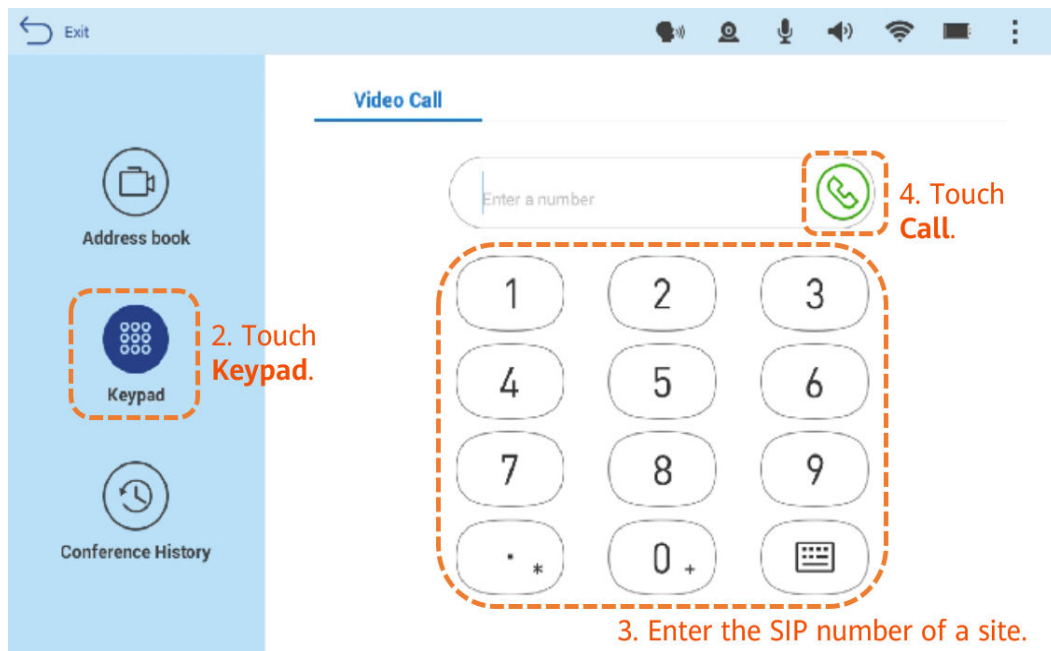 Exit
Video Call
Enter a number
4. Touch
Call.
Address book
1 2 3
2. Touch
Keypad.
Keypad
4 5 6
7 8 9
Conference History
. * 0 +
3. Enter the SIP number of a site.